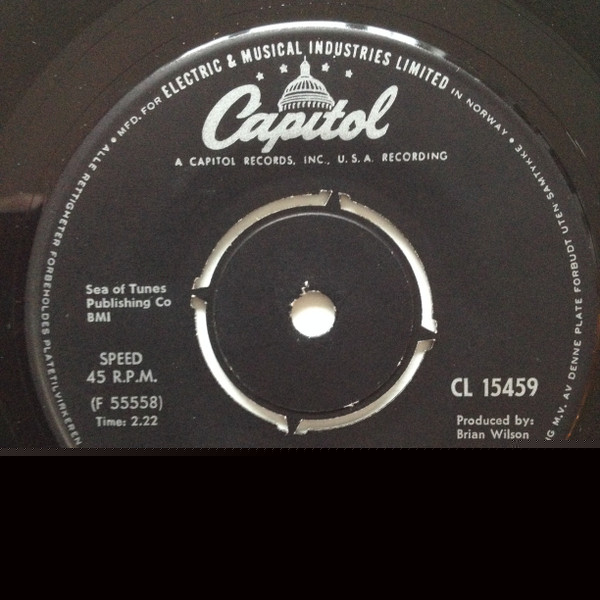 • ALLE RETTIGHETER FORBEHOLDES PLATETILVIRKEREN
• MFD. FOR ELECTRIC & MUSICAL INDUSTRIES LIMITED IN NORWAY •
Capitol
A CAPITOL RECORDS, INC., U.S.A. RECORDING
Sea of Tunes
Publishing Co
BMI
SPEED
45 R.P.M.
(F 55558)
Time: 2.22
CL 15459
Produced by:
Brian Wilson
M.V. AV DENNE PLATE FORBUDT UTEN SAMTYKKE